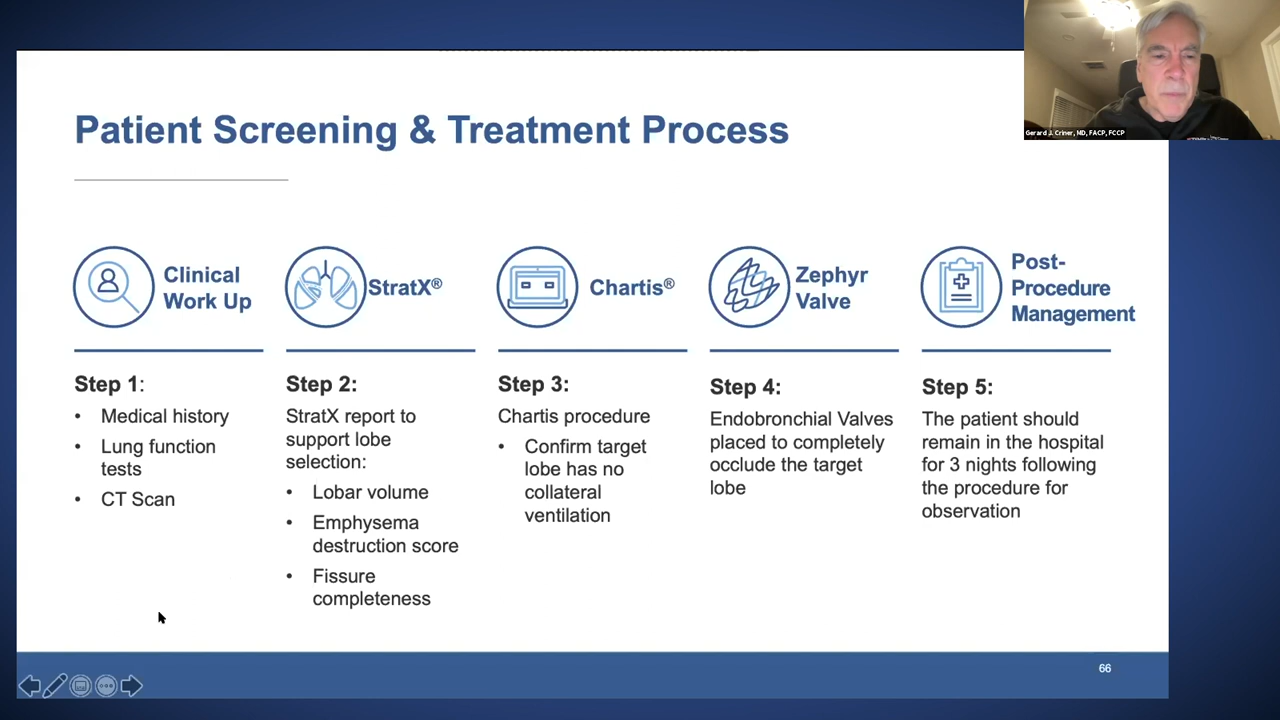 Patient Screening & Treatment Process
Gerard J. Criner, MD, FACP, FCCP
Clinical
Work Up
Step 1:
• Medical history
• Lung function
tests
• CT Scan
StratX®
Step 2:
StratX report to
support lobe
selection:
• Lobar volume
• Emphysema
destruction score
• Fissure
completeness
Chartis®
Step 3:
Chartis procedure
• Confirm target
lobe has no
collateral
ventilation
Zephyr
Valve
Step 4:
Endobronchial Valves
placed to completely
occlude the target
lobe
Post-
Procedure
Management
Step 5:
The patient should
remain in the hospital
for 3 nights following
the procedure for
observation
66